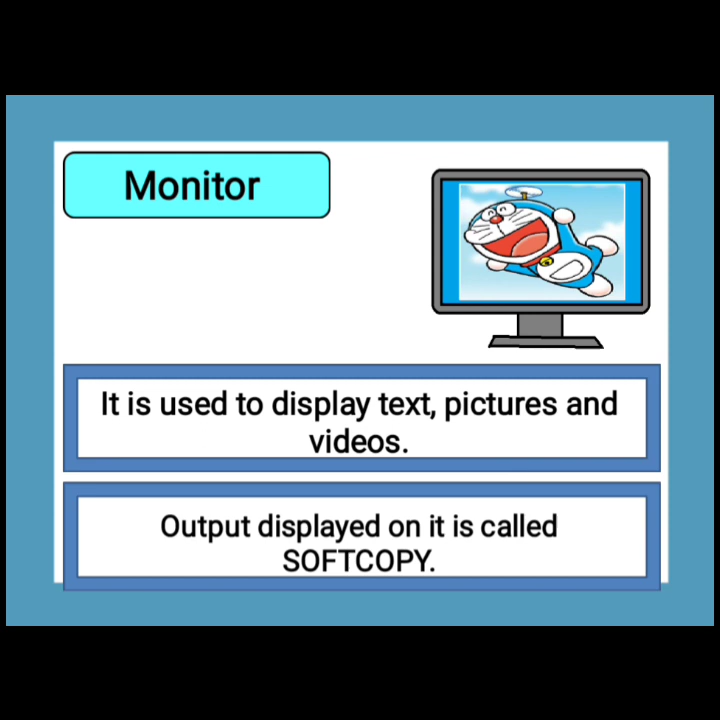 Monitor
It is used to display text, pictures and
videos.
Output displayed on it is called
SOFTCOPY.